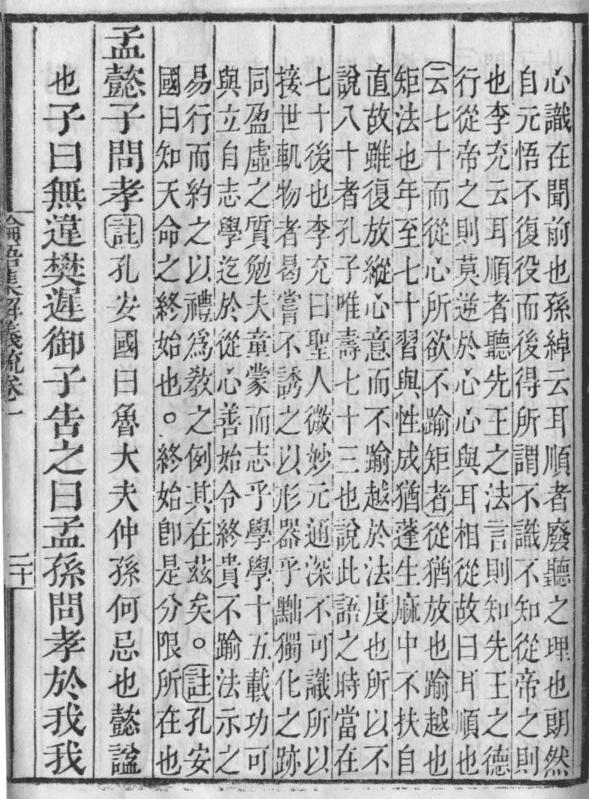 心識在聞前也孫綽云耳順者廢聽之理也朗然
自元悟不復役而後得所謂不識不知從帝之則
也李充云耳順者聽先王之法言則知先王之德
行從帝之則莫逆於心心與耳相從故曰耳順也
云七十而從心所欲不踰矩者從猶放也踰越也
矩法也年至七十習與性成猶蓬生麻中不扶自
直故雖復放縱心意而不踰越於法度也所以不
說八十者孔子唯壽七十三也說此語之時當在
七十後也李充曰聖人微妙元通深不可識所以
接世軌物者曷嘗不誘之以形器乎黜獨化之跡
同盈虛之質勉夫童蒙而志乎學學十五載功可
與立自志學迄於從心善始令終貴不踰法示之
易行而約之以禮爲敎之例其在茲矣。註孔安
國曰知天命之終始也。終始卽是分限所在也
孟懿子問孝註孔安國曰魯大夫仲孫何忌也懿諡
也子曰無違樊遲御子告之曰孟孫問孝於我我
論語集解義疏卷一 二十